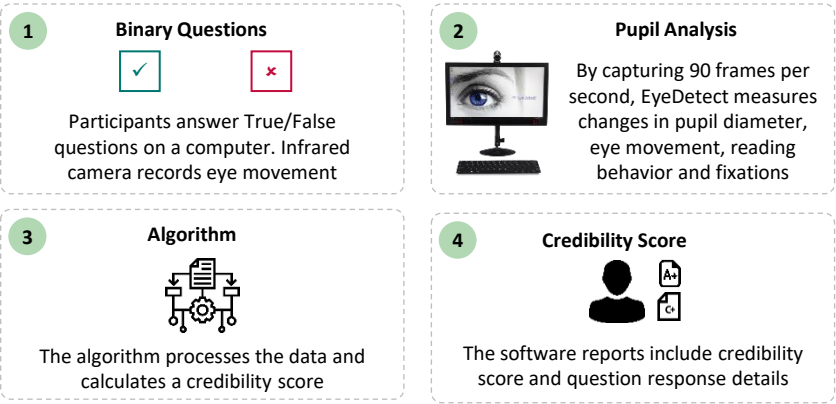 1
Binary Questions
Participants answer True/False
questions on a computer. Infrared
camera records eye movement
2
Pupil Analysis
By capturing 90 frames per
second, EyeDetect measures
changes in pupil diameter,
eye movement, reading
behavior and fixations
3
Algorithm
The algorithm processes the data and
calculates a credibility score
4
Credibility Score
A+
C+
The software reports include credibility
score and question response details